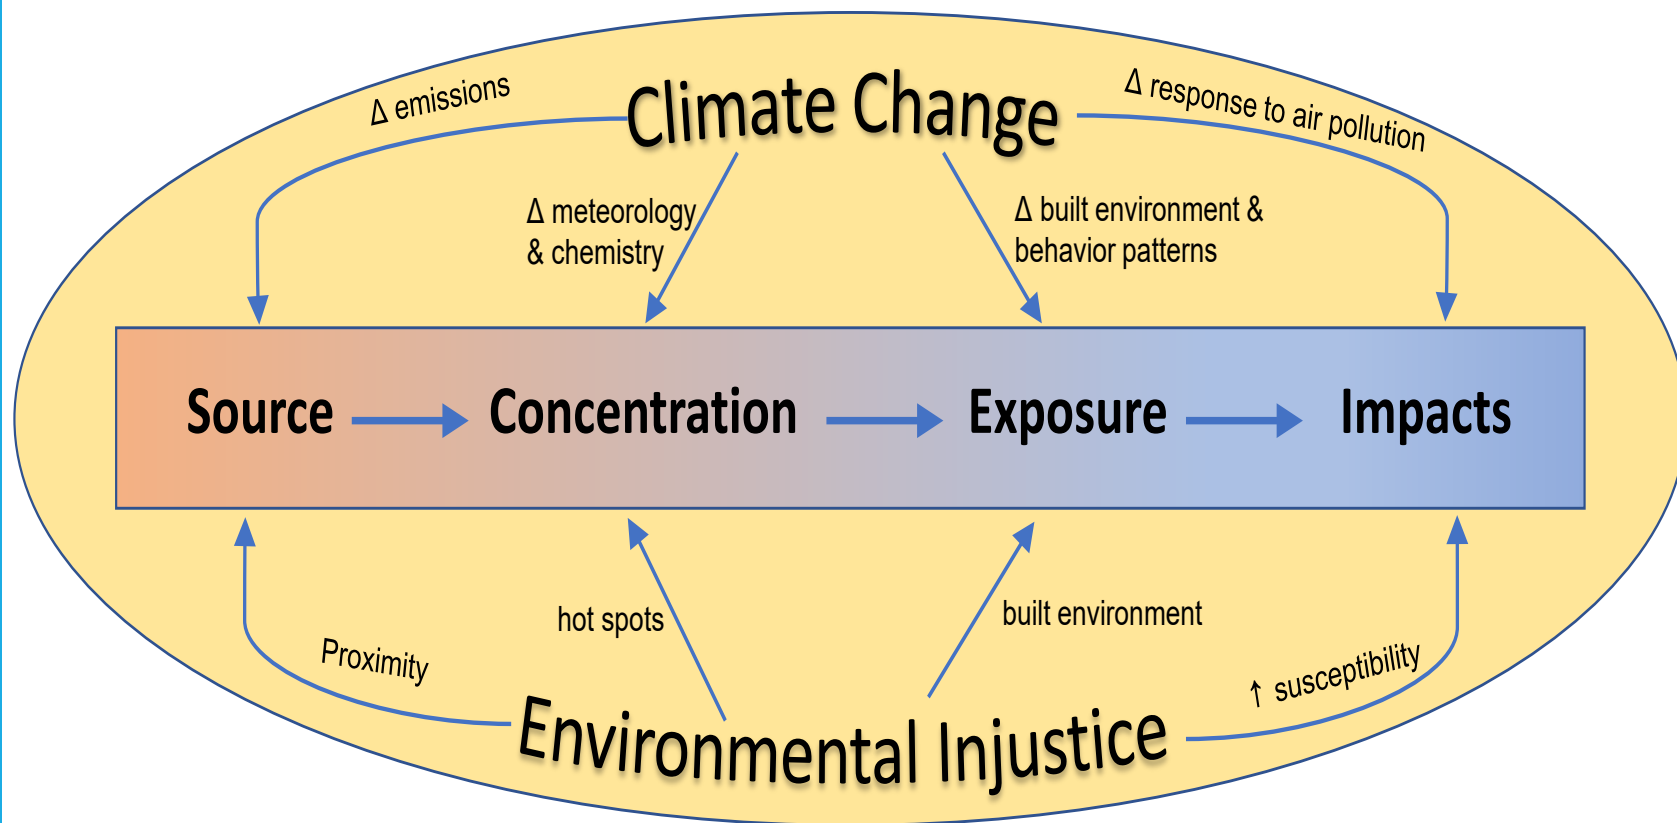 Climate Change
Δ emissions
Δ response to air pollution
Δ meteorology
& chemistry
Δ built environment &
behavior patterns
Source
Concentration
Exposure
Impacts
hot spots
built environment
Proximity
↑ susceptibility
Environmental Injustice